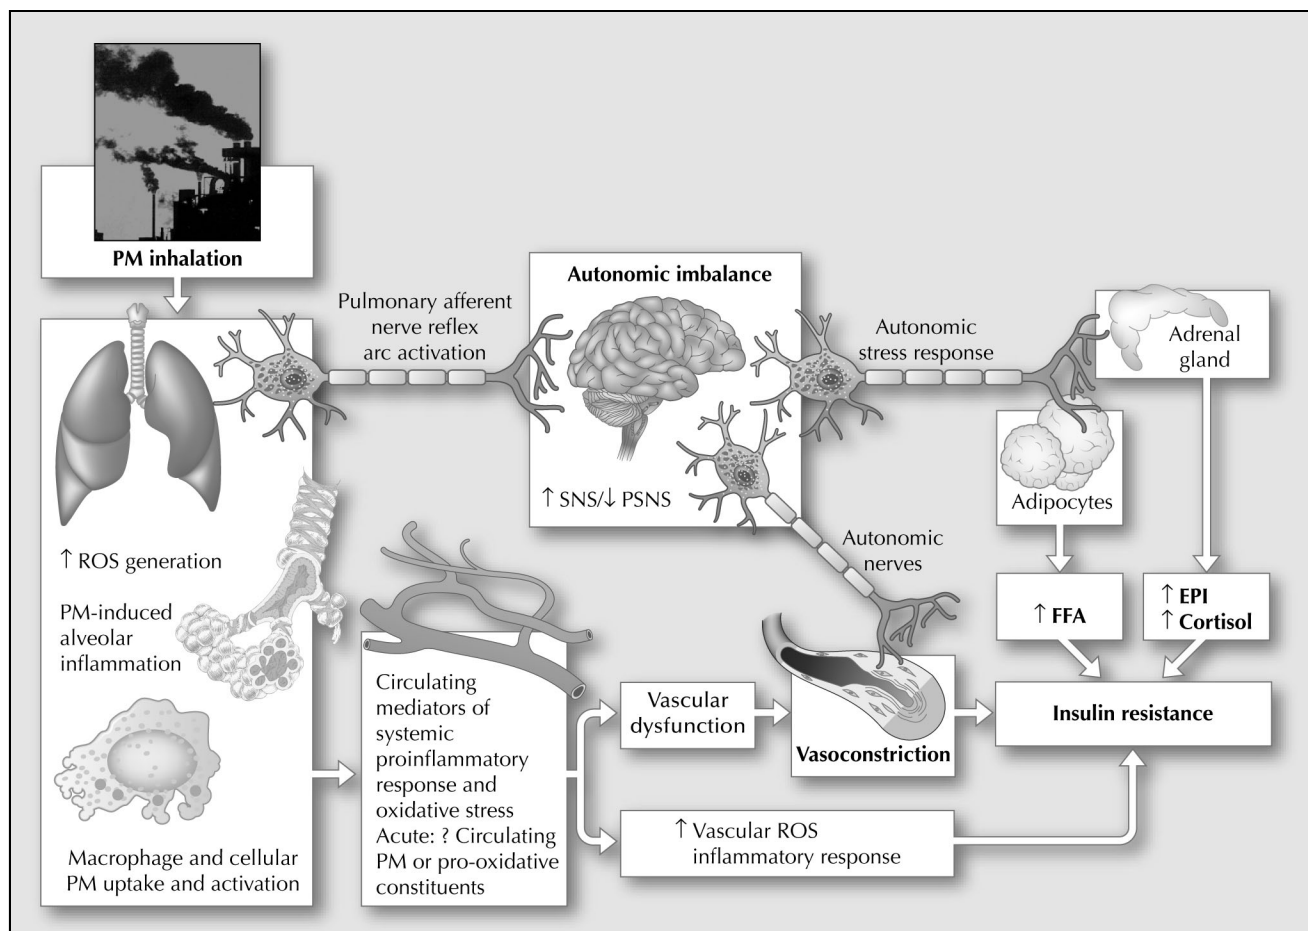 PM inhalation
Pulmonary afferent
nerve reflex
arc activation
Autonomic imbalance
↑ SNS/↓ PSNS
Autonomic
stress response
Adrenal
gland
Adipocytes
Autonomic
nerves
↑ FFA
↑ EPI
↑ Cortisol
↑ ROS generation
PM-induced
alveolar
inflammation
Macrophage and cellular
PM uptake and activation
Circulating
mediators of
systemic
proinflammatory
response and
oxidative stress
Acute: ? Circulating
PM or pro-oxidative
constituents
Vascular
dysfunction
Vasoconstriction
Insulin resistance
↑ Vascular ROS
inflammatory response